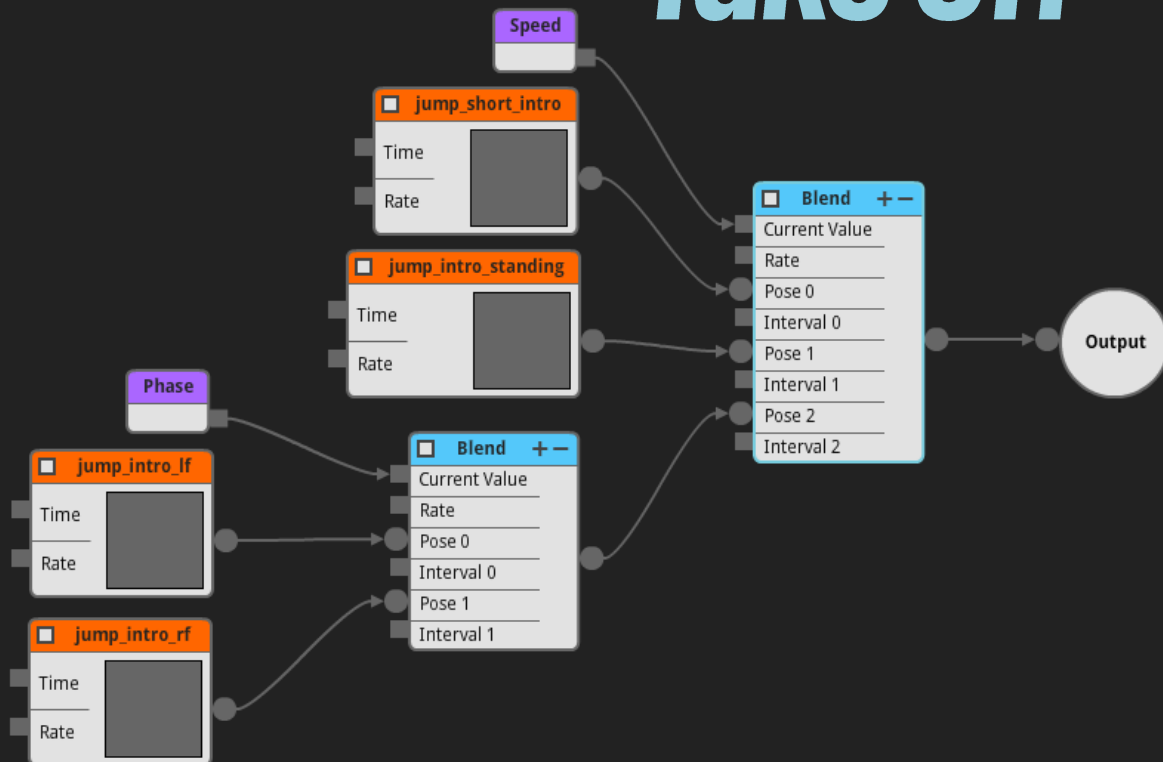 Take off
Speed
jump_short_intro
Time
Rate
jump_intro_standing
Time
Rate
Phase
jump_intro_lf
Time
Rate
jump_intro_rf
Time
Rate
Blend
Current Value
Rate
Pose 0
Interval 0
Pose 1
Interval 1
Blend
Current Value
Rate
Pose 0
Interval 0
Pose 1
Interval 1
Pose 2
Interval 2
Output